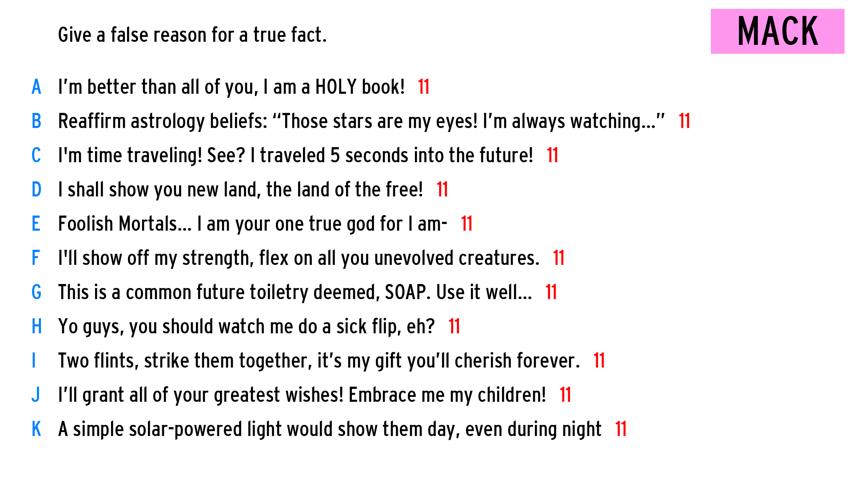 Give a false reason for a true fact.
MACK
A I'm better than all of you, I am a HOLY book! 11
B Reaffirm astrology beliefs: “Those stars are my eyes! I'm always watching...” 11
C I'm time traveling! See? I traveled 5 seconds into the future! 11
D I shall show you new land, the land of the free! 11
E Foolish Mortals... I am your one true god for I am- 11
F I'll show off my strength, flex on all you unevolved creatures. 11
G This is a common future toiletry deemed, SOAP. Use it well... 11
H Yo guys, you should watch me do a sick flip, eh? 11
I Two flints, strike them together, it’s my gift you’ll cherish forever. 11
J I’ll grant all of your greatest wishes! Embrace me my children! 11
K A simple solar-powered light would show them day, even during night 11